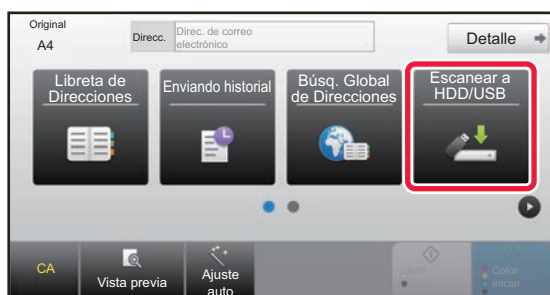 Original
A4
Direcc.
Direc. de correo
electrónico
Detalle
Libreta de
Direcciones
Enviando historial
Búsq. Global
de Direcciones
Escanear a
HDD/USB
CA
Vista previa
Ajuste
auto
Color
Iniciar